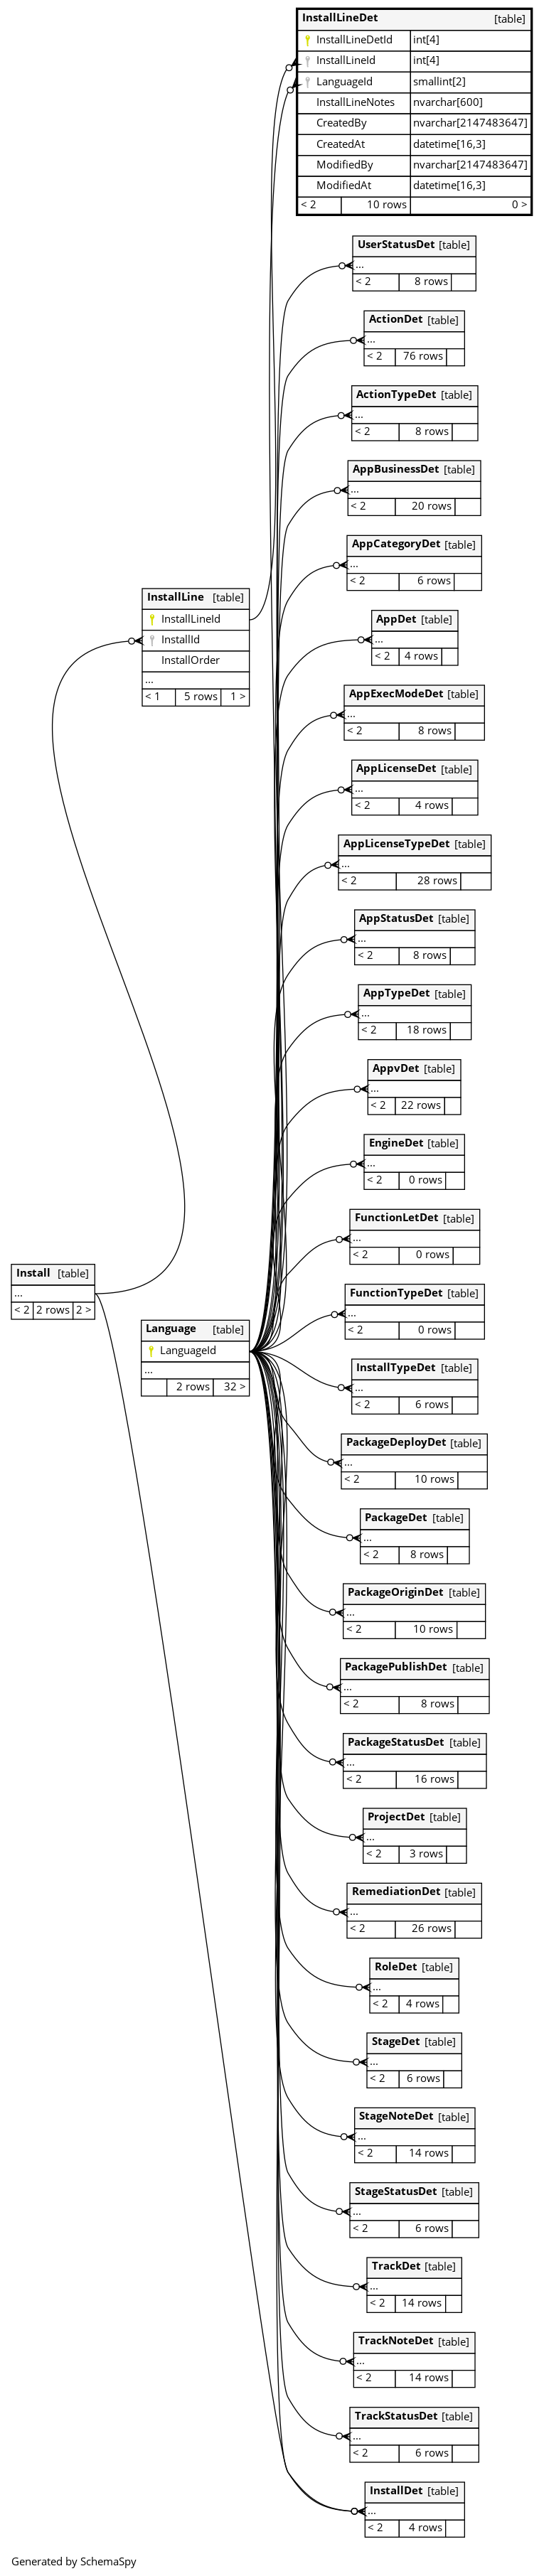 InstallLineDet [table]
InstallLineDetId int[4]
InstallLineId int[4]
LanguageId smallint[2]
InstallLineNotes nvarchar[600]
CreatedBy nvarchar[2147483647]
CreatedAt datetime[16,3]
ModifiedBy nvarchar[2147483647]
ModifiedAt datetime[16,3]
< 2 10 rows 0 >
UserStatusDet [table]
...
< 2 8 rows
ActionDet [table]
...
< 2 76 rows
ActionTypeDet [table]
...
< 2 8 rows
AppBusinessDet [table]
...
< 2 20 rows
AppCategoryDet [table]
...
< 2 6 rows
InstallLine [table]
InstallLineId
InstallId
InstallOrder
...
< 1 5 rows 1 >
AppDet [table]
...
< 2 4 rows
AppExecModeDet [table]
...
< 2 8 rows
AppLicenseDet [table]
...
< 2 4 rows
AppLicenseTypeDet [table]
...
< 2 28 rows
AppStatusDet [table]
...
< 2 8 rows
AppTypeDet [table]
...
< 2 18 rows
AppvDet [table]
...
< 2 22 rows
EngineDet [table]
...
< 2 0 rows
FunctionLetDet [table]
...
< 2 0 rows
Install [table]
...
< 2 2 rows 2 >
FunctionTypeDet [table]
...
< 2 0 rows
Language [table]
LanguageId
...
2 rows 32 >
InstallTypeDet [table]
...
< 2 6 rows
PackageDeployDet [table]
...
< 2 10 rows
PackageDet [table]
...
< 2 8 rows
PackageOriginDet [table]
...
< 2 10 rows
PackagePublishDet [table]
...
< 2 8 rows
PackageStatusDet [table]
...
< 2 16 rows
ProjectDet [table]
...
< 2 3 rows
RemediationDet [table]
...
< 2 26 rows
RoleDet [table]
...
< 2 4 rows
StageDet [table]
...
< 2 6 rows
StageNoteDet [table]
...
< 2 14 rows
StageStatusDet [table]
...
< 2 6 rows
TrackDet [table]
...
< 2 14 rows
TrackNoteDet [table]
...
< 2 14 rows
TrackStatusDet [table]
...
< 2 6 rows
InstallDet [table]
...
< 2 4 rows
Generated by SchemaSpy